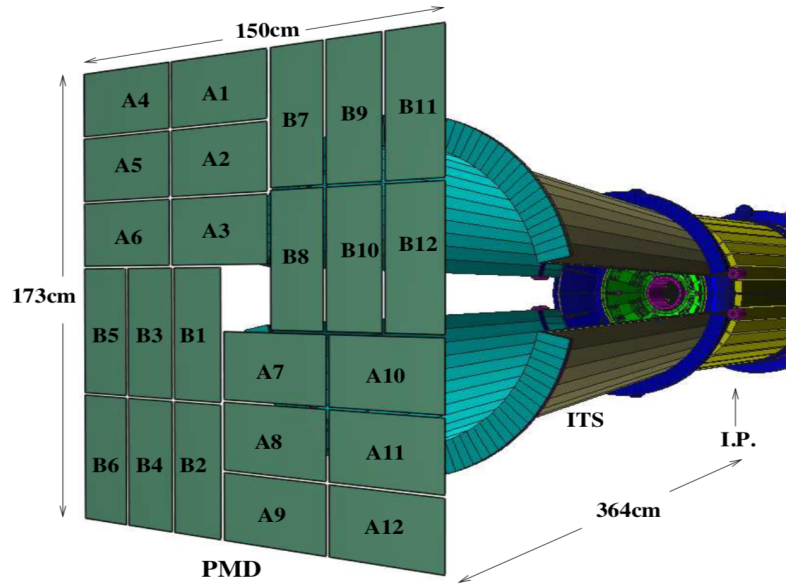 150cm
A4 A1 B7 B9 B11
A5 A2
A6 A3 B8 B10 B12
173cm
B5 B3 B1
A7 A10
B6 B4 B2 A8 A11
A9 A12
ITS
I.P.
364cm
PMD